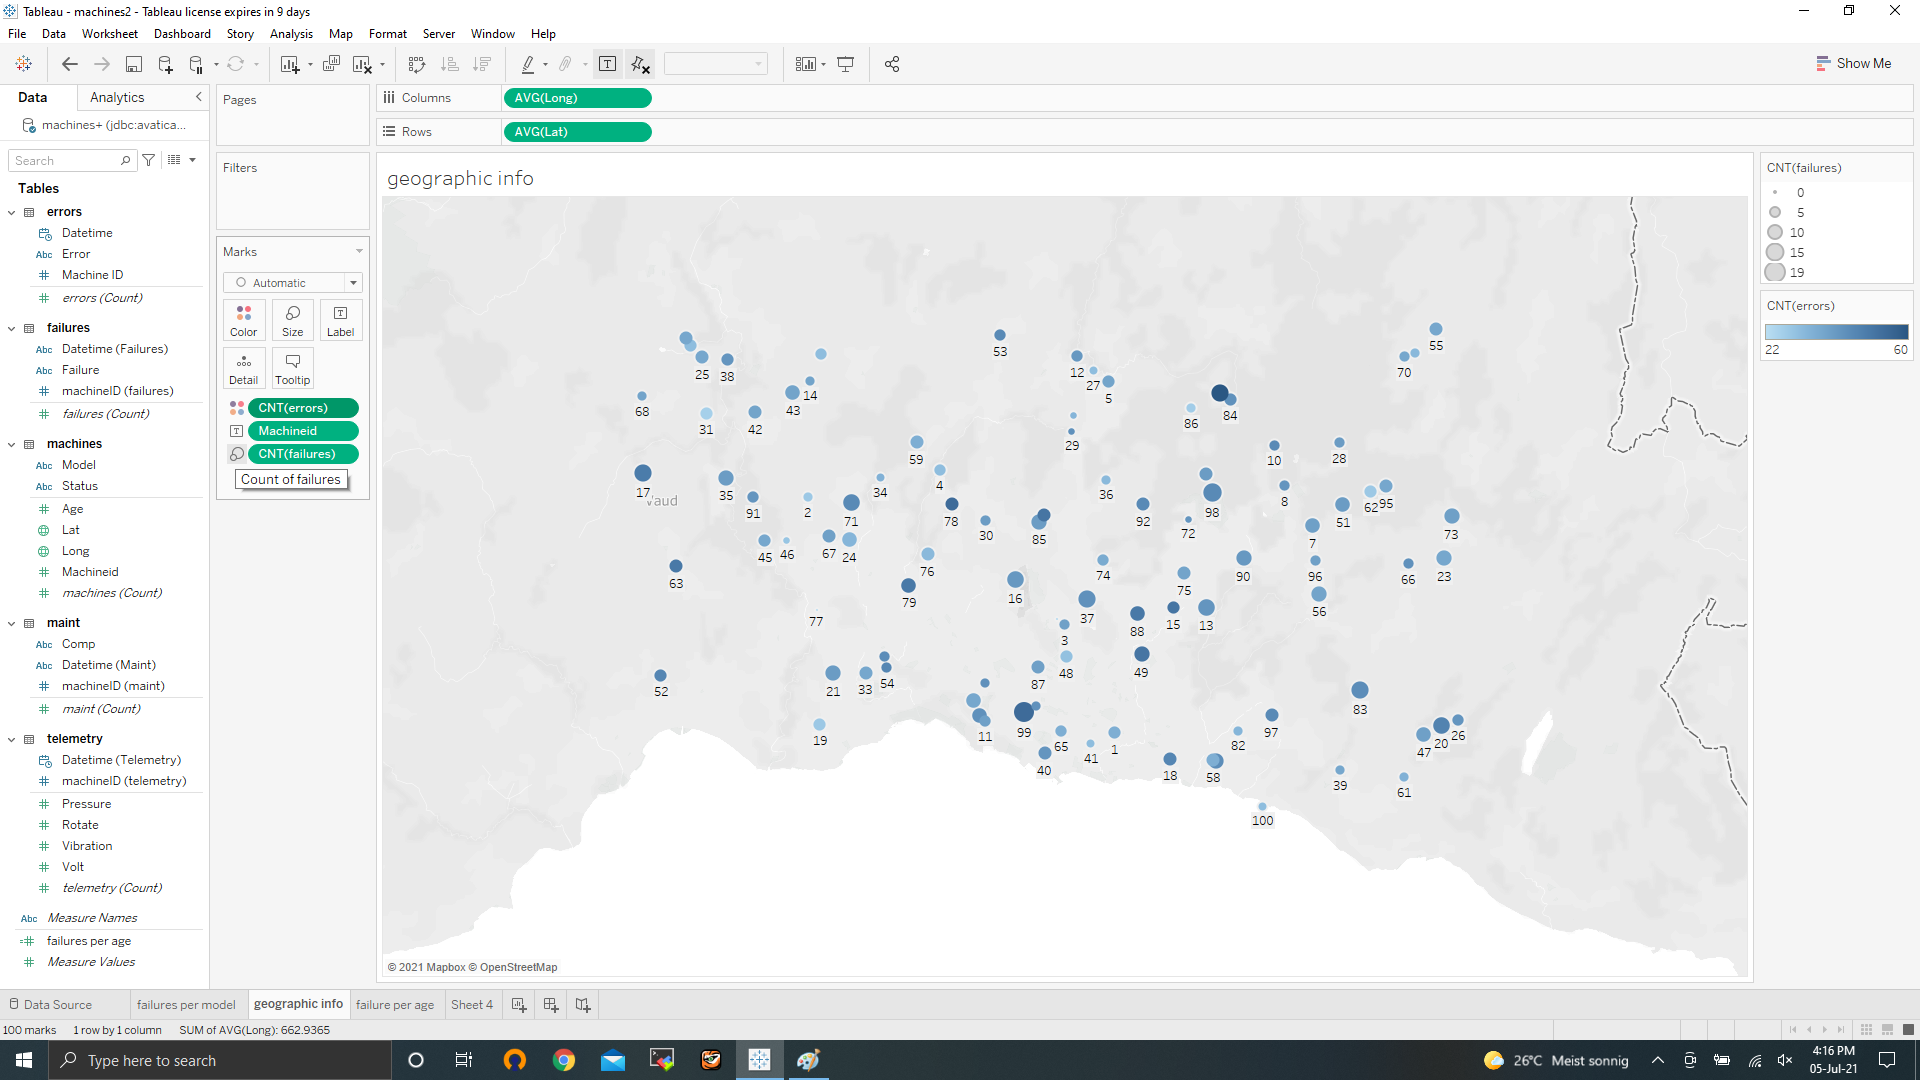 Tableau - machines2 - Tableau license expires in 9 days
File Data Worksheet Dashboard Story Analysis Map Format Server Window Help
Show Me
Data Analytics
machines+ (jdbc:avatica...
Search
Tables
errors
Datetime
Abc Error
Machine ID
errors (Count)
failures
Abc Datetime (Failures)
Abc Failure
machineID (failures)
failures (Count)
machines
Abc Model
Abc Status
Age
Lat
Long
Machineid
machines (Count)
maint
Abc Comp
Abc Datetime (Maint)
machineID (maint)
maint (Count)
telemetry
Datetime (Telemetry)
machineID (telemetry)
Pressure
Rotate
Vibration
Volt
telemetry (Count)
Abc Measure Names
failures per age
Measure Values
Pages
Filters
Marks
Automatic
Color Size Label
Detail Tooltip
CNT(errors)
Machineid
CNT(failures)
Count of failures
Columns AVG(Long)
Rows AVG(Lat)
geographic info
55
53
70
12
25 38
27
14
5
43
68
84
86
31 42
29
59
28
10
34
4
17
Vaud
35
36
62 95
8
91
2
71
98
78
92
51
30
72
73
85
7
67
24
45 46
76
74
96
90
23
66
63
75
79
16
56
37
77
13
15
88
3
49
48
87
54
33
21
52
83
11
99
26
19
20
97
65
82
1
47
41
40
18
58
39
61
100
© 2021 Mapbox © OpenStreetMap
CNT(failures)
0
5
10
15
19
CNT(errors)
22 60
Data Source failures per model geographic info failure per age Sheet 4
100 marks 1 row by 1 column SUM of AVG(Long): 662.9365
Type here to search
26°C Meist sonnig
4:16 PM
05-Jul-21